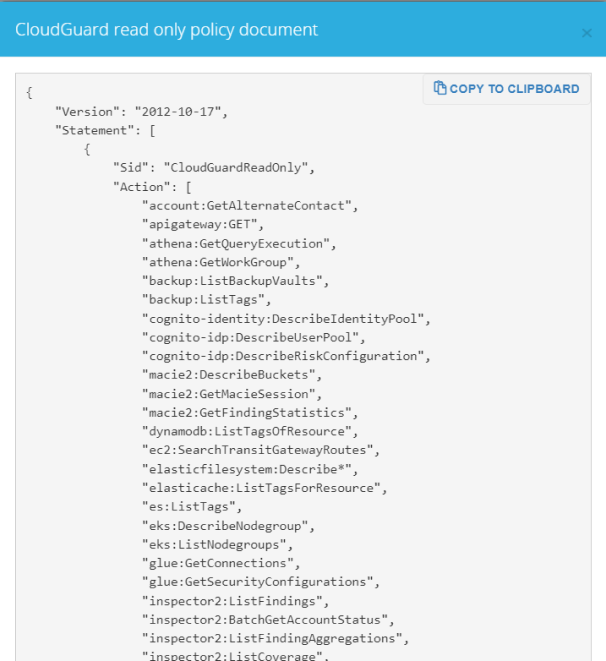 CloudGuard read only policy document
×
COPY TO CLIPBOARD
{
    "Version": "2012-10-17",
    "Statement": [
        {
            "Sid": "CloudGuardReadOnly",
            "Action": [
                "account:GetAlternateContact",
                "apigateway:GET",
                "athena:GetQueryExecution",
                "athena:GetWorkGroup",
                "backup:ListBackupVaults",
                "backup:ListTags",
                "cognito-identity:DescribeIdentityPool",
                "cognito-idp:DescribeUserPool",
                "cognito-idp:DescribeRiskConfiguration",
                "macie2:DescribeBuckets",
                "macie2:GetMacieSession",
                "macie2:GetFindingStatistics",
                "dynamodb:ListTagsOfResource",
                "ec2:SearchTransitGatewayRoutes",
                "elasticfilesystem:Describe*",
                "elasticache:ListTagsForResource",
                "es:ListTags",
                "eks:DescribeNodegroup",
                "eks:ListNodegroups",
                "glue:GetConnections",
                "glue:GetSecurityConfigurations",
                "inspector2:ListFindings",
                "inspector2:BatchGetAccountStatus",
                "inspector2:ListFindingAggregations",
                "inspector2:ListCoverage",